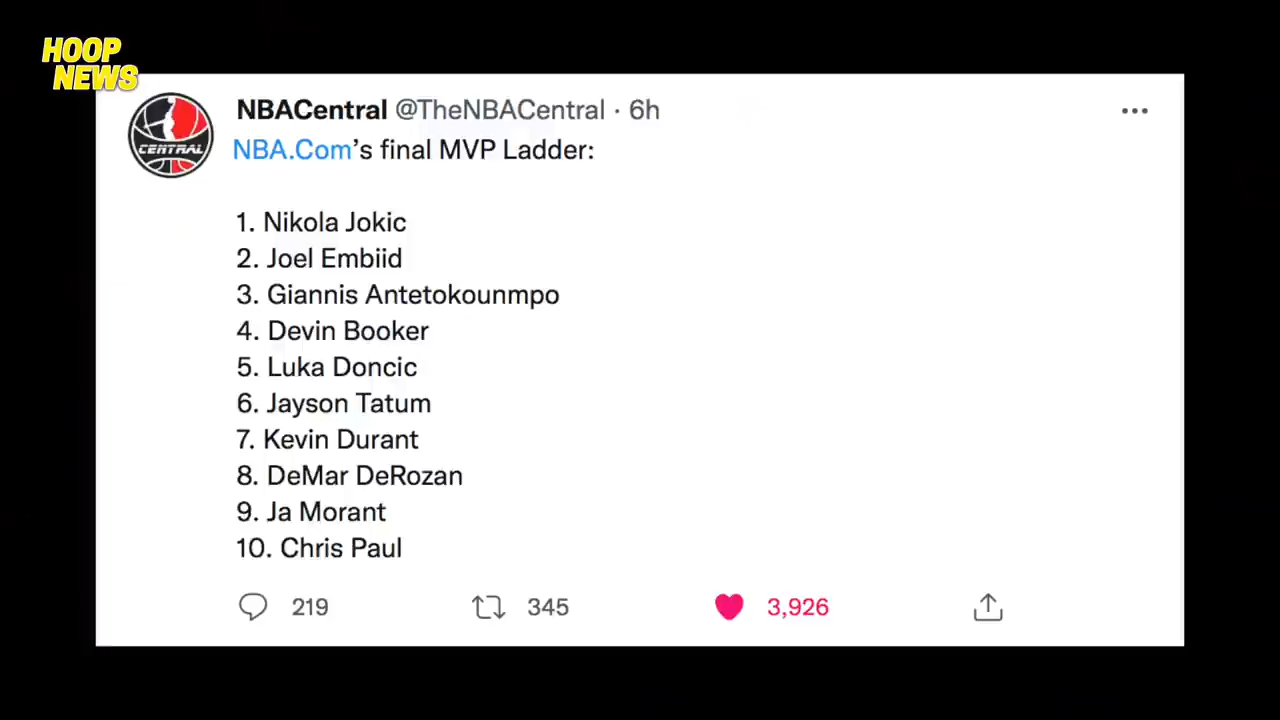 HOOP
NEWS
NBACentral @TheNBACentral · 6h
CENTRAL
NBA.Com's final MVP Ladder:
1. Nikola Jokic
2. Joel Embiid
3. Giannis Antetokounmpo
4. Devin Booker
5. Luka Doncic
6. Jayson Tatum
7. Kevin Durant
8. DeMar DeRozan
9. Ja Morant
10. Chris Paul
219 345 3,926